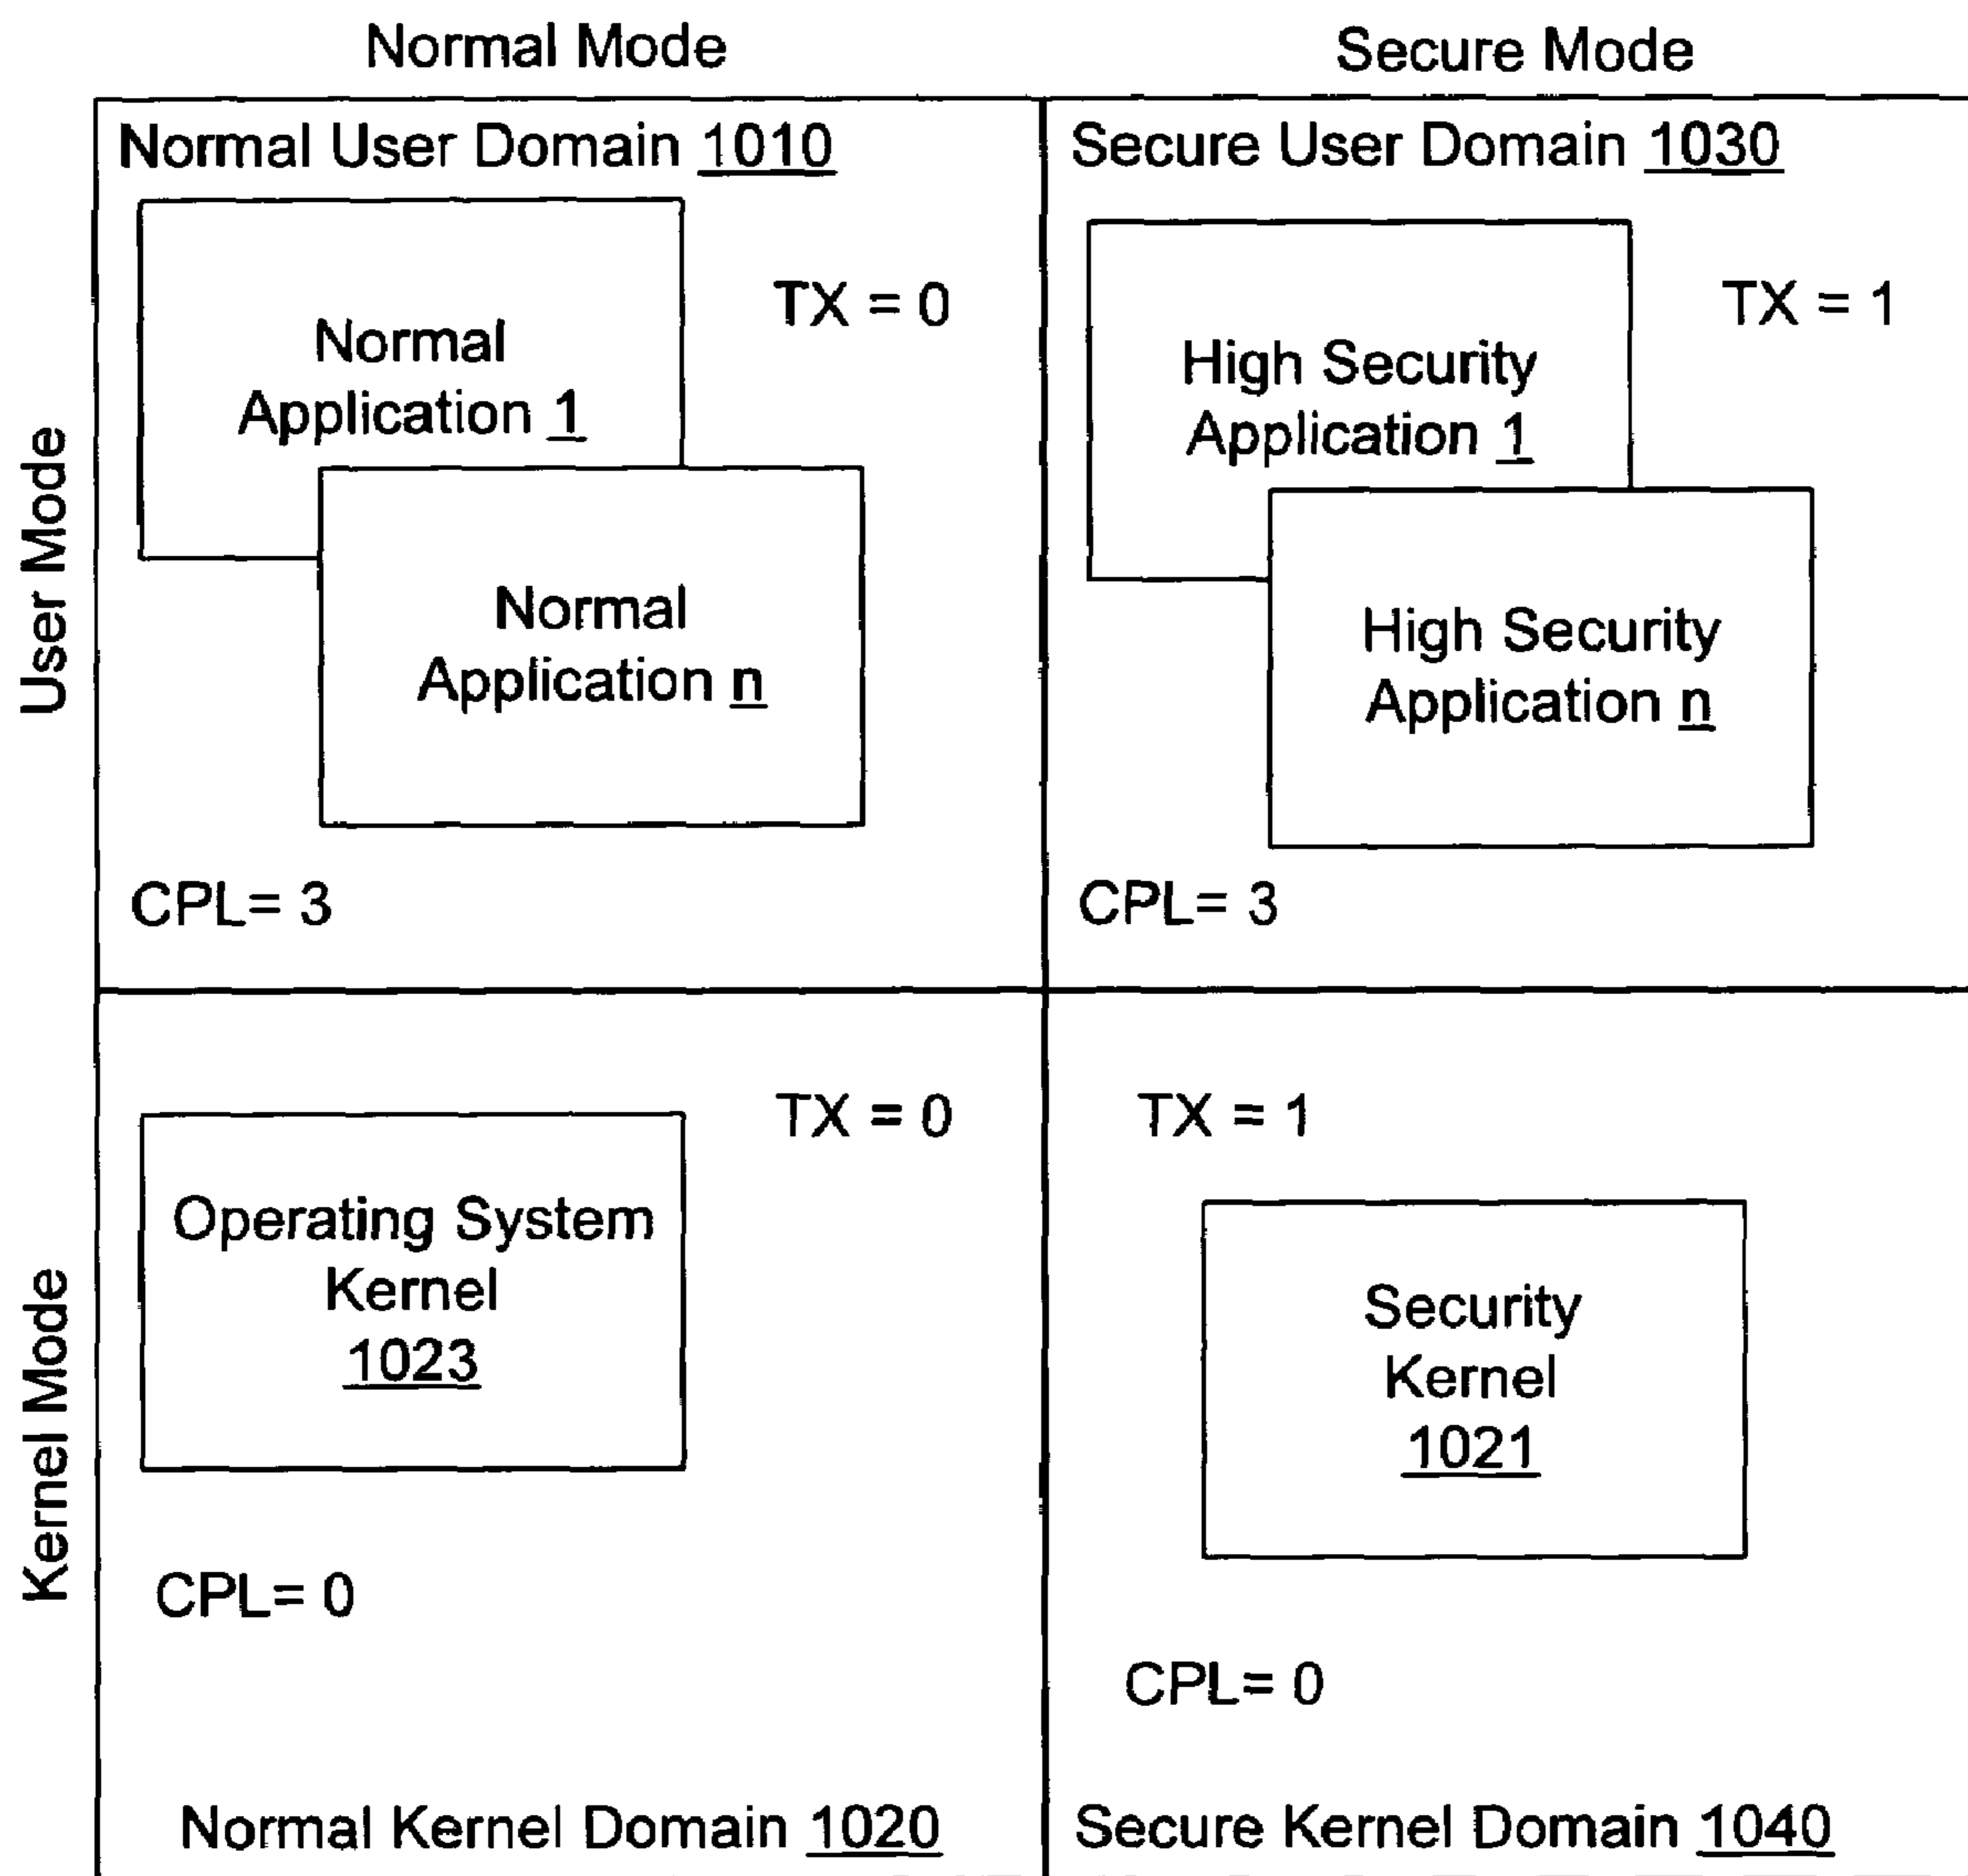 Normal Mode
Secure Mode
User Mode
Normal User Domain 1010
TX = 0
Normal
Application 1
Normal
Application n
CPL= 3
Secure User Domain 1030
TX = 1
High Security
Application 1
High Security
Application n
CPL= 3
Kernel Mode
TX = 0
Operating System
Kernel
1023
CPL= 0
Normal Kernel Domain 1020
TX = 1
Security
Kernel
1021
CPL= 0
Secure Kernel Domain 1040